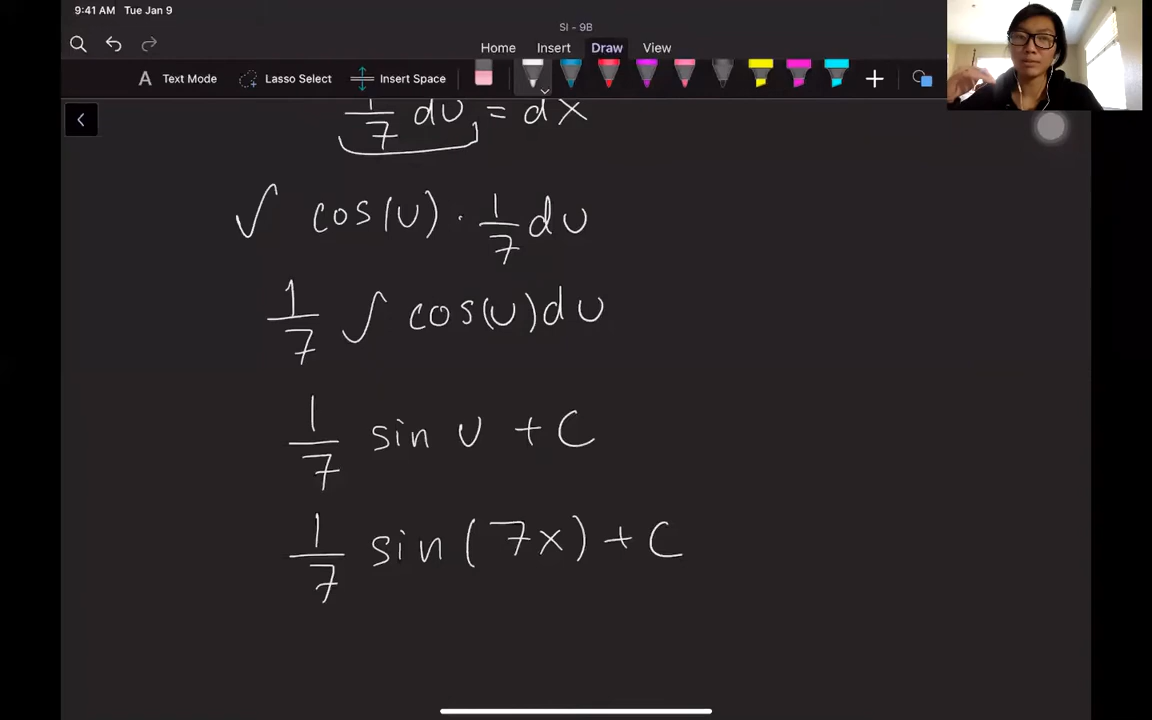 9:41 AM Tue Jan 9
SI - 9B
Home Insert Draw View
Text Mode Lasso Select Insert Space
1/7 du = dx
∫ cos(u) · 1/7 du
1/7 ∫ cos(u) du
1/7 sin u + C
1/7 sin(7x) + C